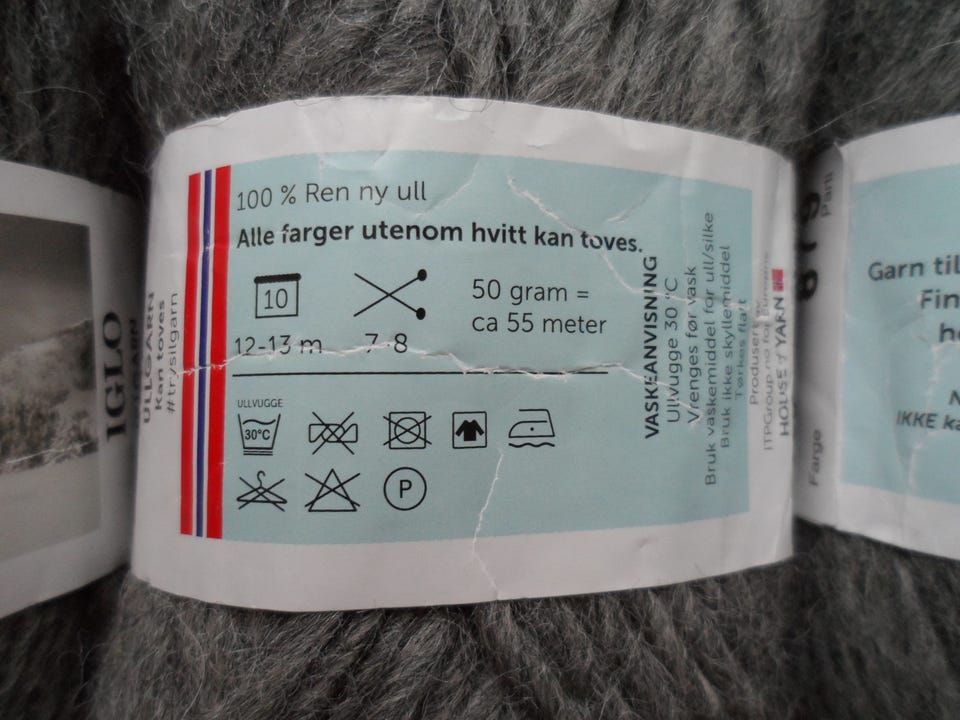 IGLO
ULLGARN
Kan toves
#trysilgarn
100 % Ren ny ull
Alle farger utenom hvitt kan toves.
10
12-13 m
7-8
50 gram =
ca 55 meter
ULLVUGGE
30°C
P
VASKEANVISNING
Ullvugge 30 °C
Vrenges før vask
Bruk vaskemiddel for ull/silke
Bruk ikke skyllemiddel
Tørkes flatt
HOUSE of YARN
Farge
Parti
Garn til
Fin
IKKE